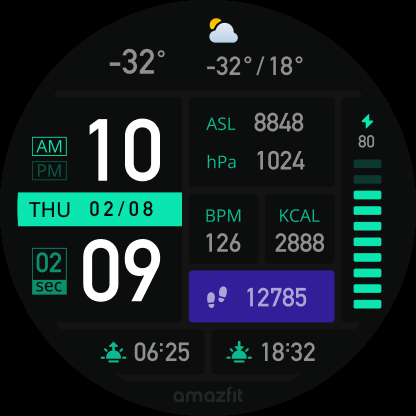 -32° -32°/18°
AM
PM
10
THU 02/08
02
sec
09
ASL 8848
hPa 1024
BPM
126
KCAL
2888
12785
80
06:25 18:32
amazfit